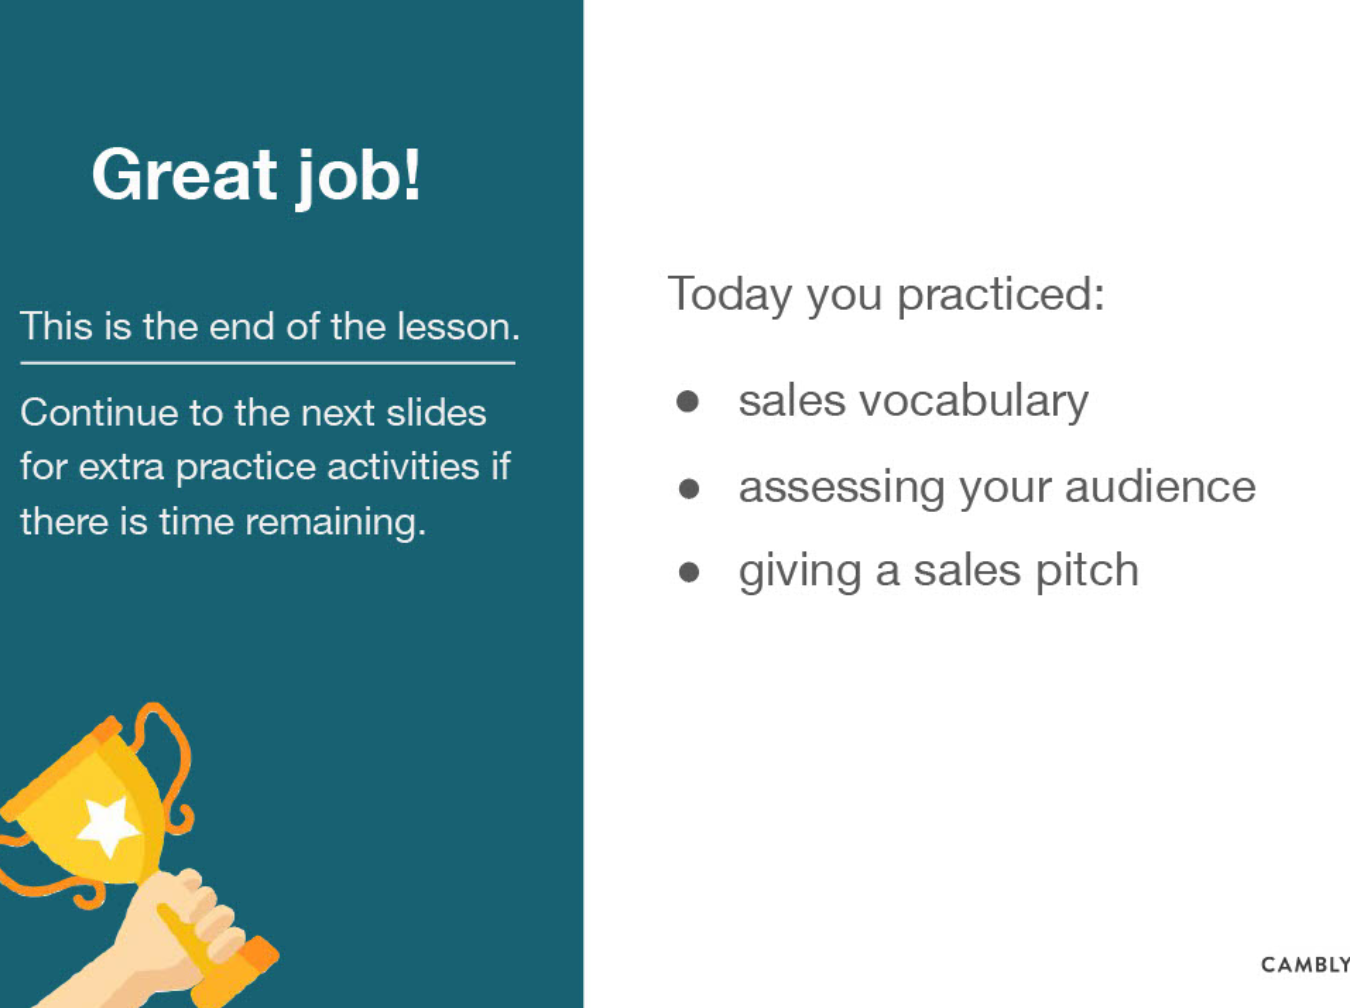 Great job!
This is the end of the lesson.
Continue to the next slides
for extra practice activities if
there is time remaining.
Today you practiced:
● sales vocabulary
● assessing your audience
● giving a sales pitch
CAMBLY